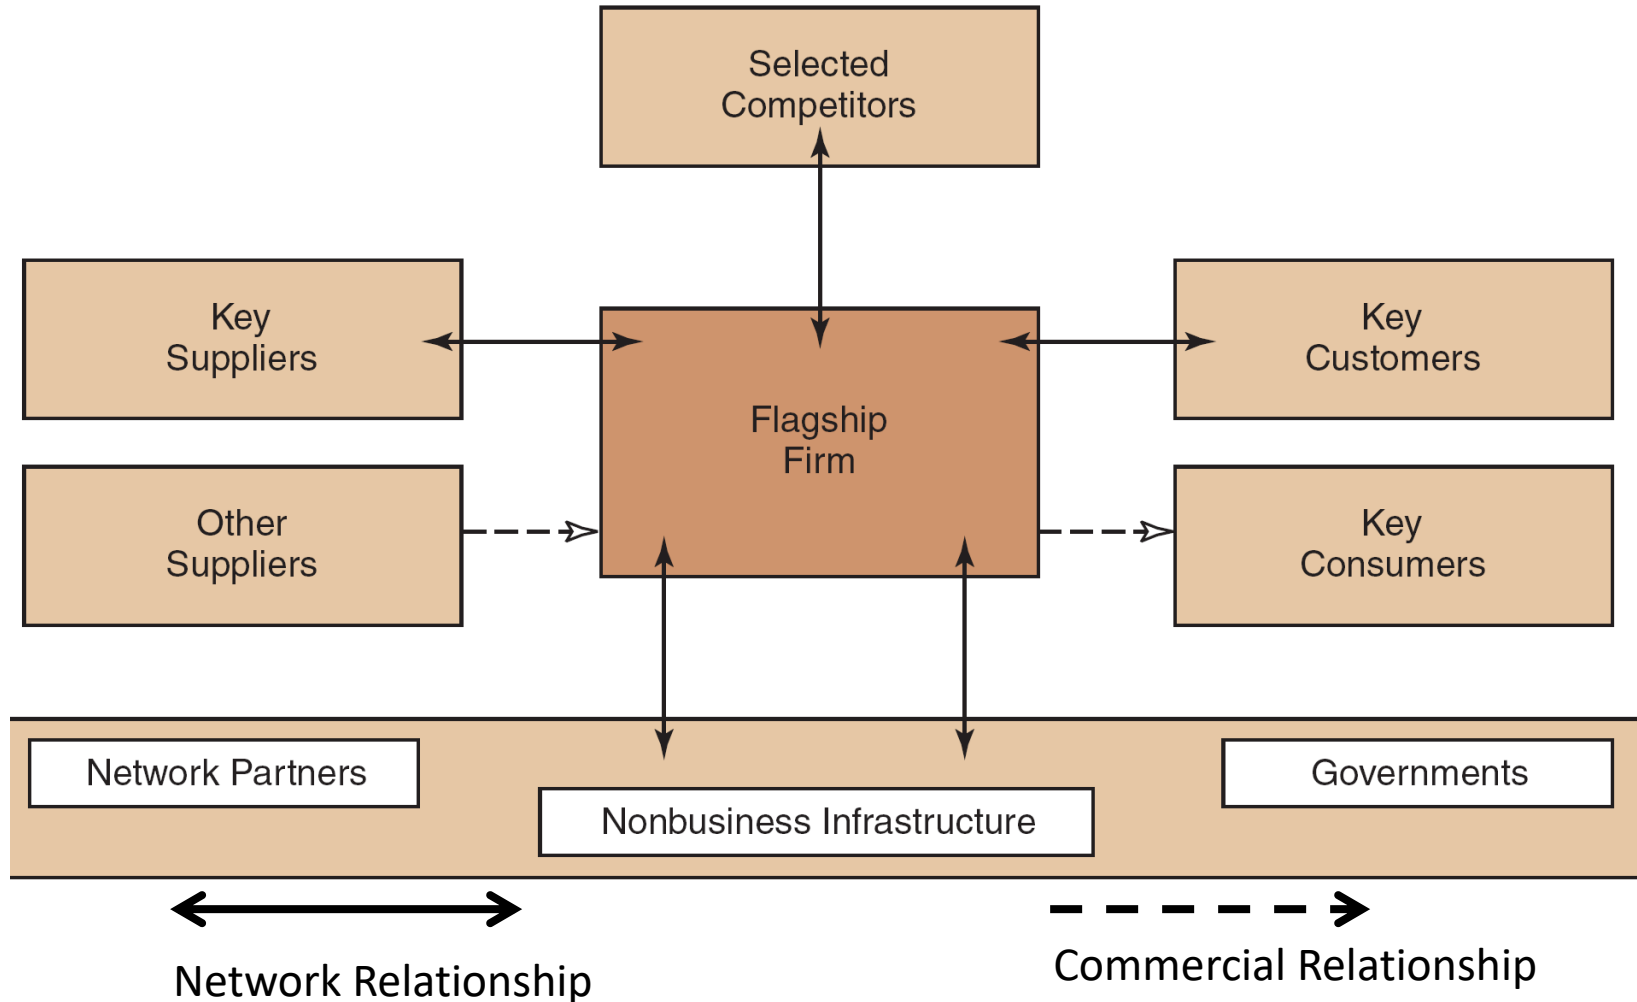 Selected
Competitors
Key
Suppliers
Key
Customers
Flagship
Firm
Other
Suppliers
Key
Consumers
Network Partners
Governments
Nonbusiness Infrastructure
Network Relationship
Commercial Relationship